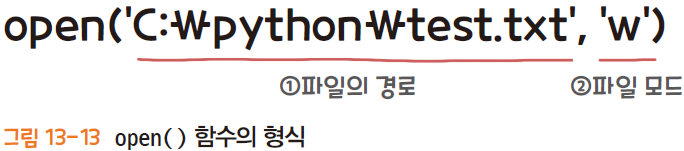 open('C:₩python₩test.txt', 'w')
①파일의 경로 ②파일 모드
그림 13-13 open() 함수의 형식